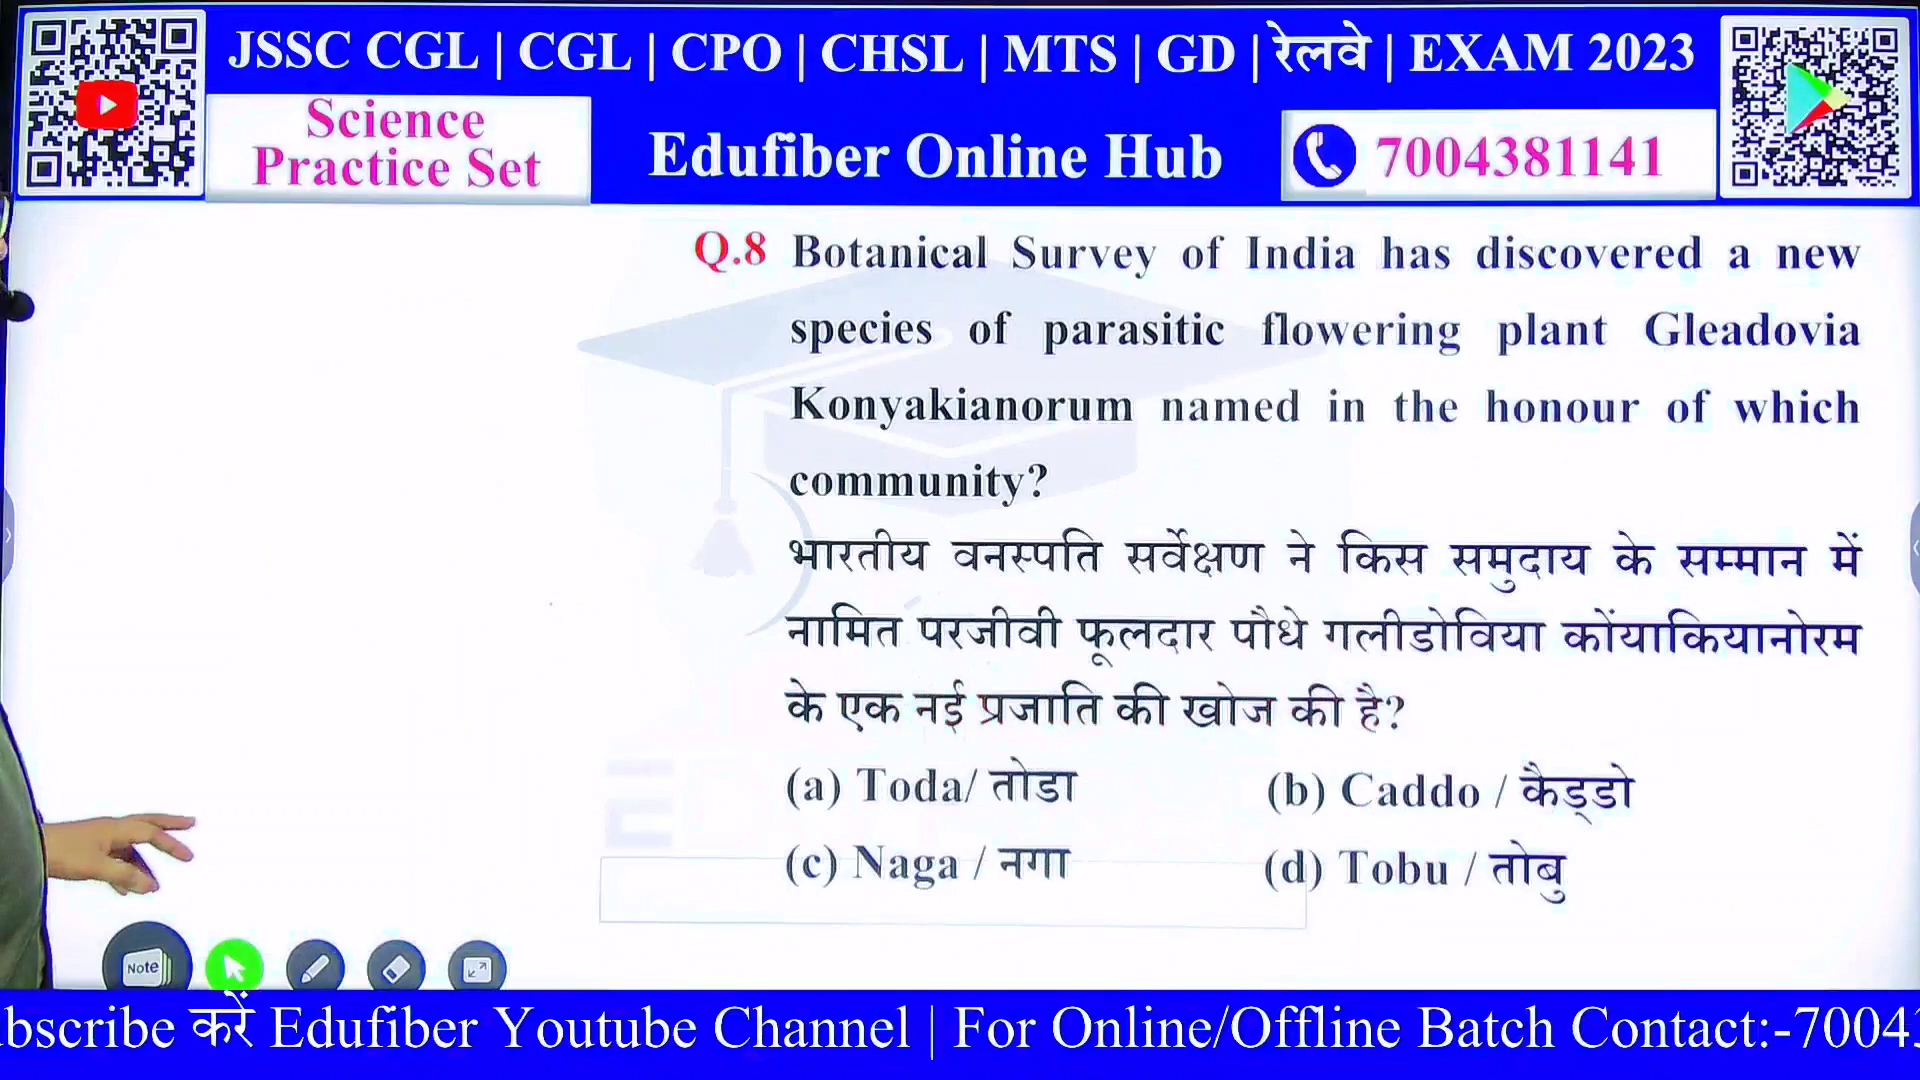 JSSC CGL | CGL | CPO | CHSL | MTS | GD | रेलवे | EXAM 2023
Science
Practice Set
Edufiber Online Hub
7004381141
Q.8 Botanical Survey of India has discovered a new
species of parasitic flowering plant Gleadovia
Konyakianorum named in the honour of which
community?
भारतीय वनस्पति सर्वेक्षण ने किस समुदाय के सम्मान में
नामित परजीवी फूलदार पौधे गलीडोविया कोंयाकियानोरम
के एक नई प्रजाति की खोज की है?
(a) Toda/ तोडा (b) Caddo / कैड्डो
(c) Naga / नगा (d) Tobu / तोबु
Note
bscribe करें Edufiber Youtube Channel | For Online/Offline Batch Contact:-7004